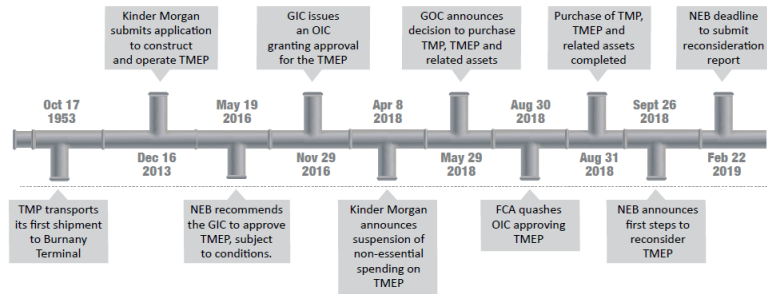 Kinder Morgan
submits application
to construct
and operate TMEP
GIC issues
an OIC
granting approval
for the TMEP
GOC announces
decision to purchase
TMP, TMEP and
related assets
Purchase of TMP,
TMEP and
related assets
completed
NEB deadline
to submit
reconsideration
report
Oct 17
1953
May 19
2016
Apr 8
2018
Aug 30
2018
Sept 26
2018
Dec 16
2013
Nov 29
2016
May 29
2018
Aug 31
2018
Feb 22
2019
TMP transports
its first shipment
to Burnany
Terminal
NEB recommends
the GIC to approve
TMEP, subject
to conditions.
Kinder Morgan
announces
suspension of
non-essential
spending on
TMEP
FCA quashes
OIC approving
TMEP
NEB announces
first steps to
reconsider
TMEP